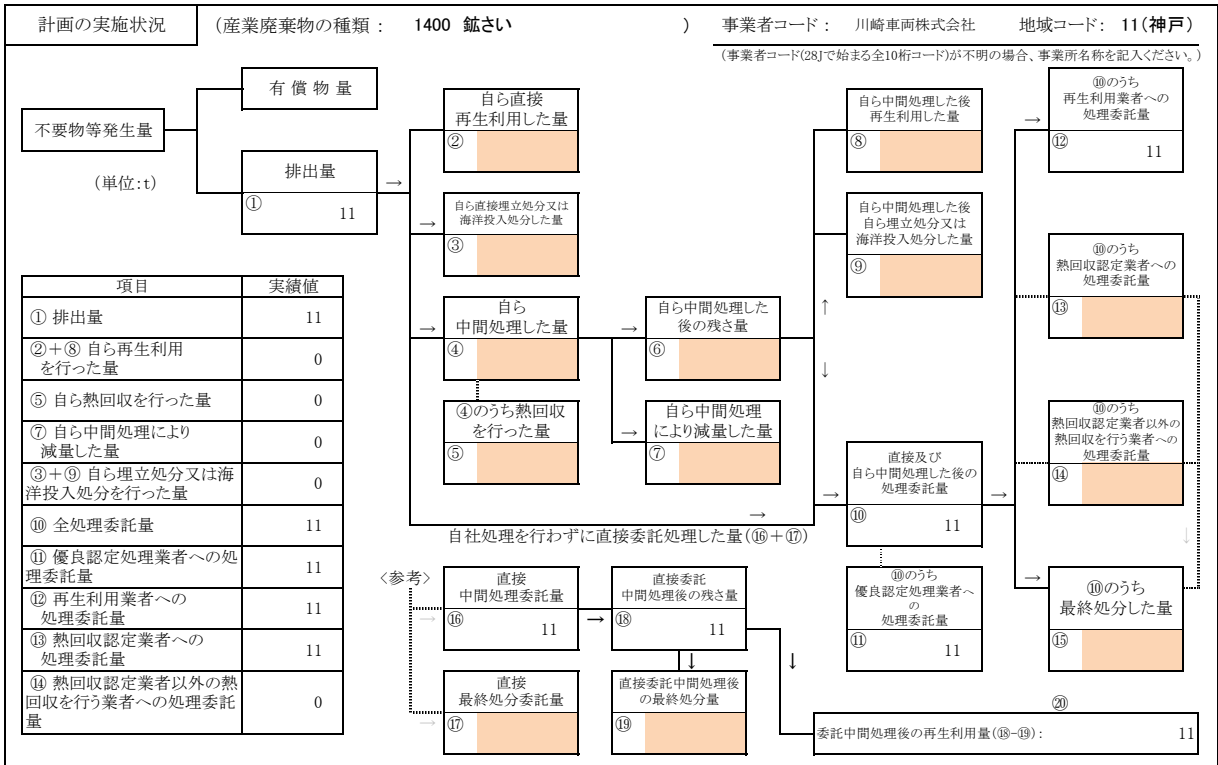 計画の実施状況
(産業廃棄物の種類： 1400 鉱さい )
事業者コード： 川崎車両株式会社 地域コード： 11(神戸)
(事業者コード(28Jで始まる全10桁コード)が不明の場合、事業所名称を記入ください。)
不要物等発生量
(単位:t)
有償物量
排出量
① 11
→
自ら直接
再生利用した量
②
→
自ら直接埋立処分又は
海洋投入処分した量
③
→
自ら
中間処理した量
④
④のうち熱回収
を行った量
⑤
→
自ら中間処理した
後の残さ量
⑥
→
自ら中間処理
により減量した量
⑦
自ら中間処理した後
再生利用した量
⑧
自ら中間処理した後
自ら埋立処分又は
海洋投入処分した量
⑨
↑
↓
→
自社処理を行わずに直接委託処理した量(⑯+⑰)
→
直接及び
自ら中間処理した後の
処理委託量
⑩ 11
→
⑩のうち
優良認定処理業者へ
の
処理委託量
⑪ 11
→
⑩のうち
再生利用業者への
処理委託量
⑫ 11
⑩のうち
熱回収認定業者への
処理委託量
⑬
⑩のうち
熱回収認定業者以外の
熱回収を行う業者への
処理委託量
⑭
↓
→
⑩のうち
最終処分した量
⑮
項目 実績値
① 排出量 11
②+⑧ 自ら再生利用
を行った量 0
⑤ 自ら熱回収を行った量 0
⑦ 自ら中間処理により
減量した量 0
③+⑨ 自ら埋立処分又は海
洋投入処分を行った量 0
⑩ 全処理委託量 11
⑪ 優良認定処理業者への処
理委託量 11
⑫ 再生利用業者への
処理委託量 11
⑬ 熱回収認定業者への
処理委託量 11
⑭ 熱回収認定業者以外の熱
回収を行う業者への処理委託
量 0
<参考>
→
直接
中間処理委託量
⑯ 11
→
直接委託
中間処理後の残さ量
⑱ 11
→
直接
最終処分委託量
⑰
↓
直接委託中間処理後
の最終処分量
⑲
↓
⑳
委託中間処理後の再生利用量(⑱-⑲)： 11